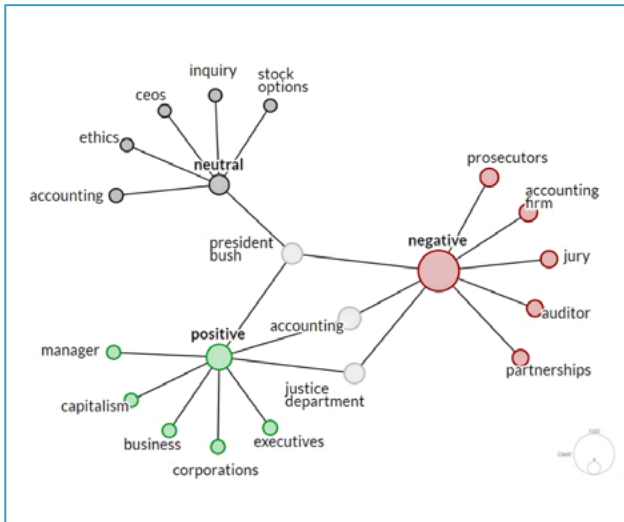 inquiry
stock
options
ceos
ethics
neutral
accounting
prosecutors
accounting
firm
president
bush
negative
jury
auditor
accounting
positive
manager
partnerships
justice
department
capitalism
business
executives
corporations